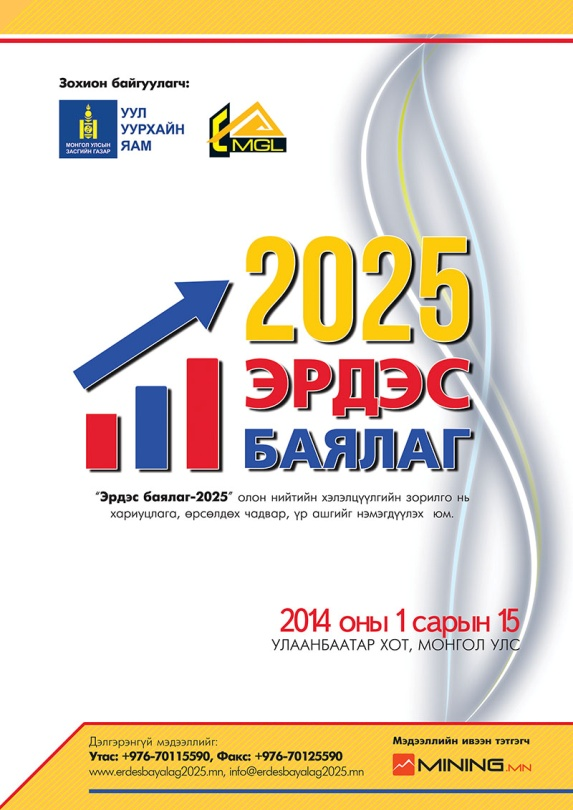 Зохион байгуулагч:
МОНГОЛ УЛСЫН
ЗАСГИЙН ГАЗАР
УУЛ
УУРХАЙН
ЯАМ
MGL
2025
ЭРДЭС
БАЯЛАГ
"Эрдэс баялаг-2025" олон нийтийн хэлэлцүүлгийн зорилго нь
хариуцлага, өрсөлдөх чадвар, үр ашгийг нэмэгдүүлэх юм.
2014 оны 1 сарын 15
УЛААНБААТАР ХОТ, МОНГОЛ УЛС
Дэлгэрэнгүй мэдээллийг:
Утас: +976-70115590, Факс: +976-70125590
www.erdesbayalag2025.mn, info@erdesbayalag2025.mn
Мэдээллийн ивээн тэтгэгч
MINING.MN